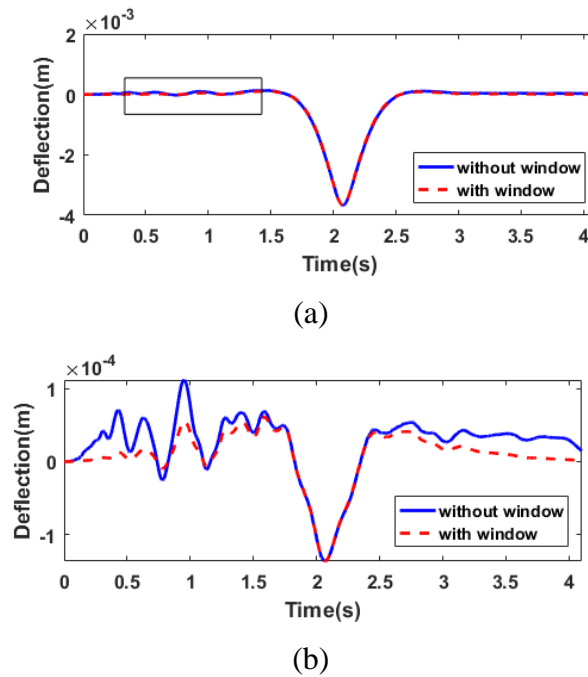 ×10⁻³
2
0
-2
-4
Deflection(m)
without window
with window
0 0.5 1 1.5 2 2.5 3 3.5 4
Time(s)
(a)
×10⁻⁴
1
0
-1
Deflection(m)
without window
with window
0 0.5 1 1.5 2 2.5 3 3.5 4
Time(s)
(b)